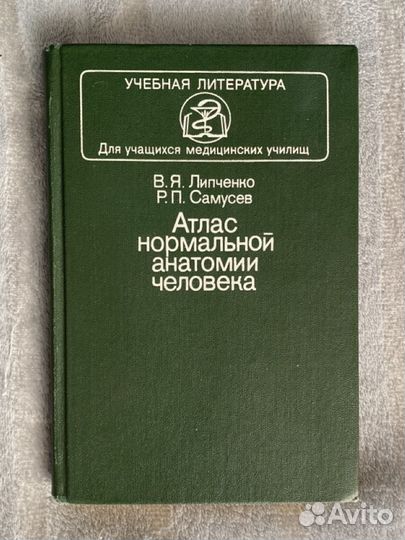 УЧЕБНАЯ ЛИТЕРАТУРА
Для учащихся медицинских училищ
В.Я. Липченко
Р.П. Самусев
Атлас
нормальной
анатомии
человека
Avito